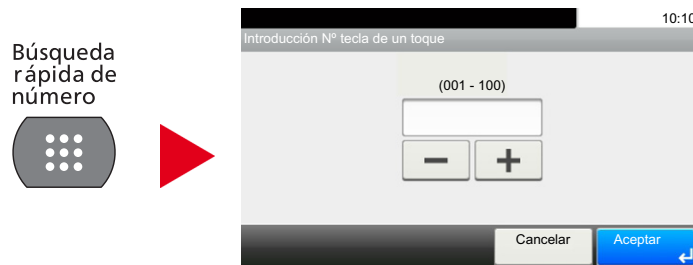 Búsqueda
rápida de
número
10:10
Introducción Nº tecla de un toque
(001 - 100)
Cancelar
Aceptar